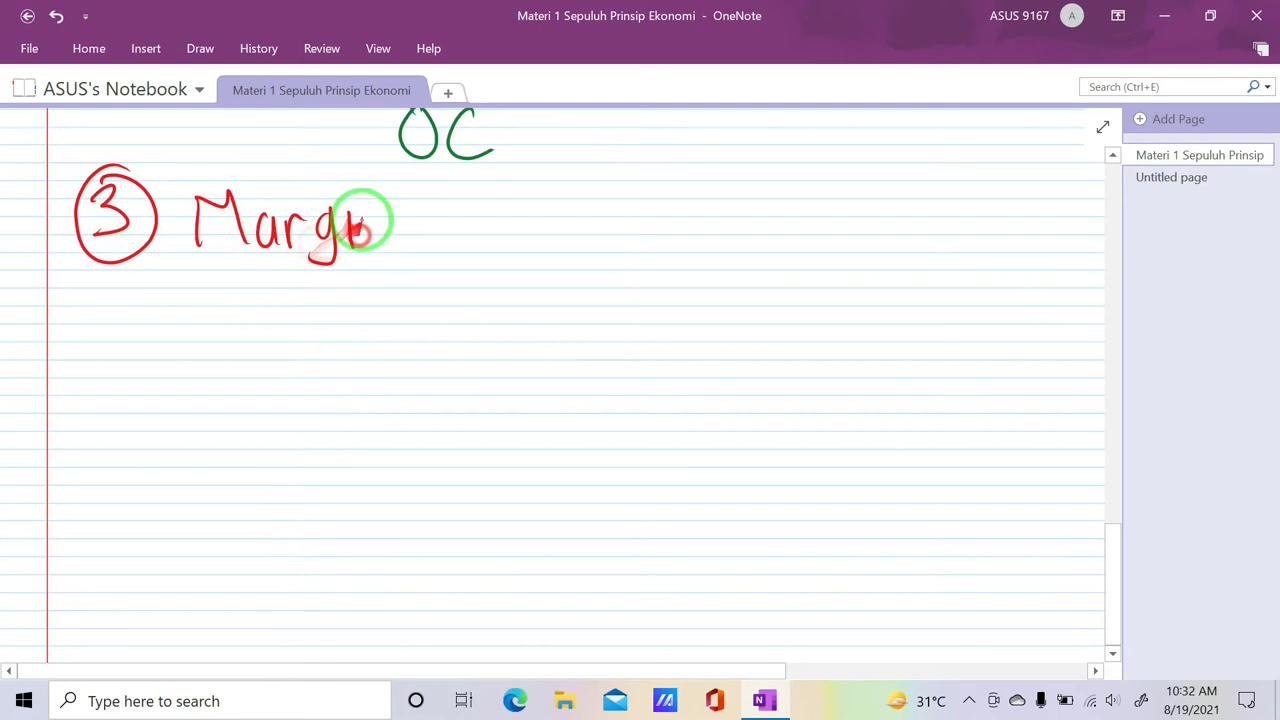 Materi 1 Sepuluh Prinsip Ekonomi - OneNote
ASUS 9167
A
File Home Insert Draw History Review View Help
ASUS's Notebook
Materi 1 Sepuluh Prinsip Ekonomi
Search (Ctrl+E)
Add Page
Materi 1 Sepuluh Prinsip
Untitled page
OC
3 Marg
Type here to search
31°C
10:32 AM
8/19/2021